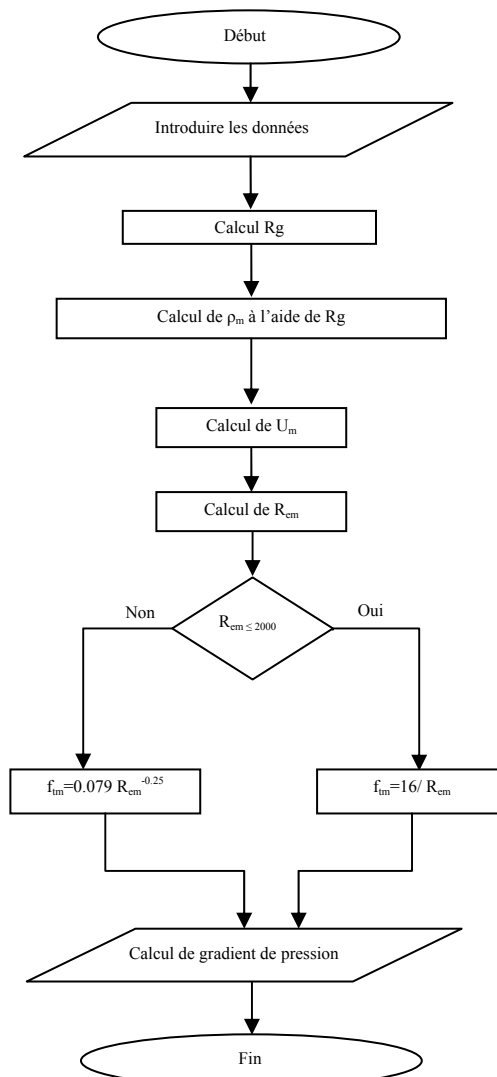 Début
Introduire les données
Calcul Rg
Calcul de ρₘ à l’aide de Rg
Calcul de Uₘ
Calcul de Rₑₘ
Non
Oui
Rₑₘ ≤ 2000
fₜₘ=0.079 Rₑₘ⁻⁰·²⁵
fₜₘ=16/ Rₑₘ
Calcul de gradient de pression
Fin